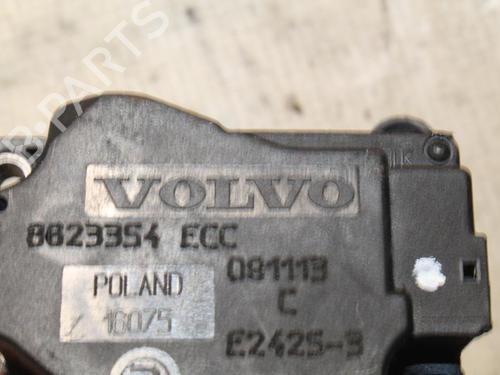 VOLVO
8623354 ECC
081113
POLAND
C
16075
E2425-3